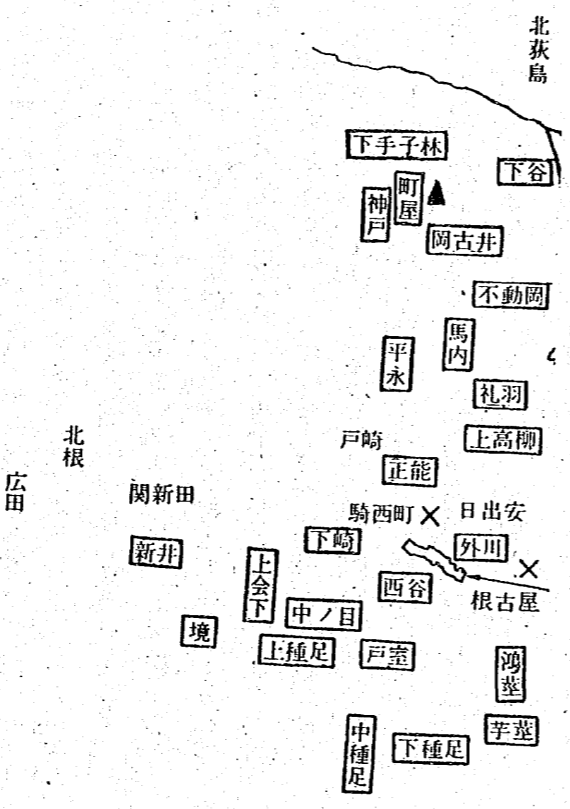 北荻島
下手子林
下谷
町屋
神戸
岡古井
不動岡
馬内
平永
礼羽
上高柳
戸崎
正能
北根
広田
関新田
騎西町
日出安
外川
下崎
新井
上会下
西谷
根古屋
中ノ目
境
上種足
戸室
鴻茎
芋茎
中種足
下種足